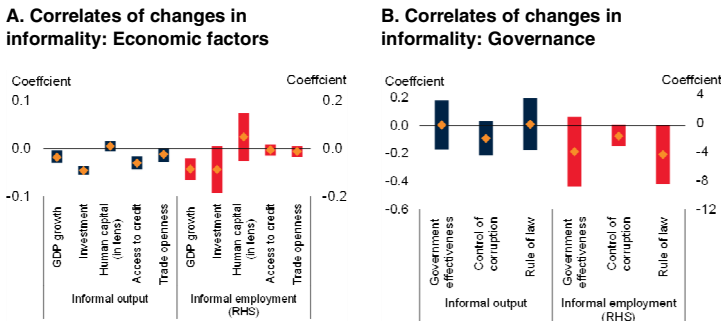 A. Correlates of changes in
informality: Economic factors
Coeffcient
Coeffcient
0.1
0.2
0.0
0.0
-0.1
-0.2
GDP growth
Investment
Human capital
(in lens)
Access to credit
Trade openness
GDP growth
Investment
Human capital
(in lens)
Access to credit
Trade openness
Informal output
Informal employment
(RHS)
B. Correlates of changes in
informality: Governance
Coeffcient
Coeffcient
0.2
4
0.0
0
-0.2
-4
-0.4
-8
-0.6
-12
Government
effectiveness
Control of
corruption
Rule of law
Government
effectiveness
Control of
corruption
Rule of law
Informal output
Informal employment
(RHS)